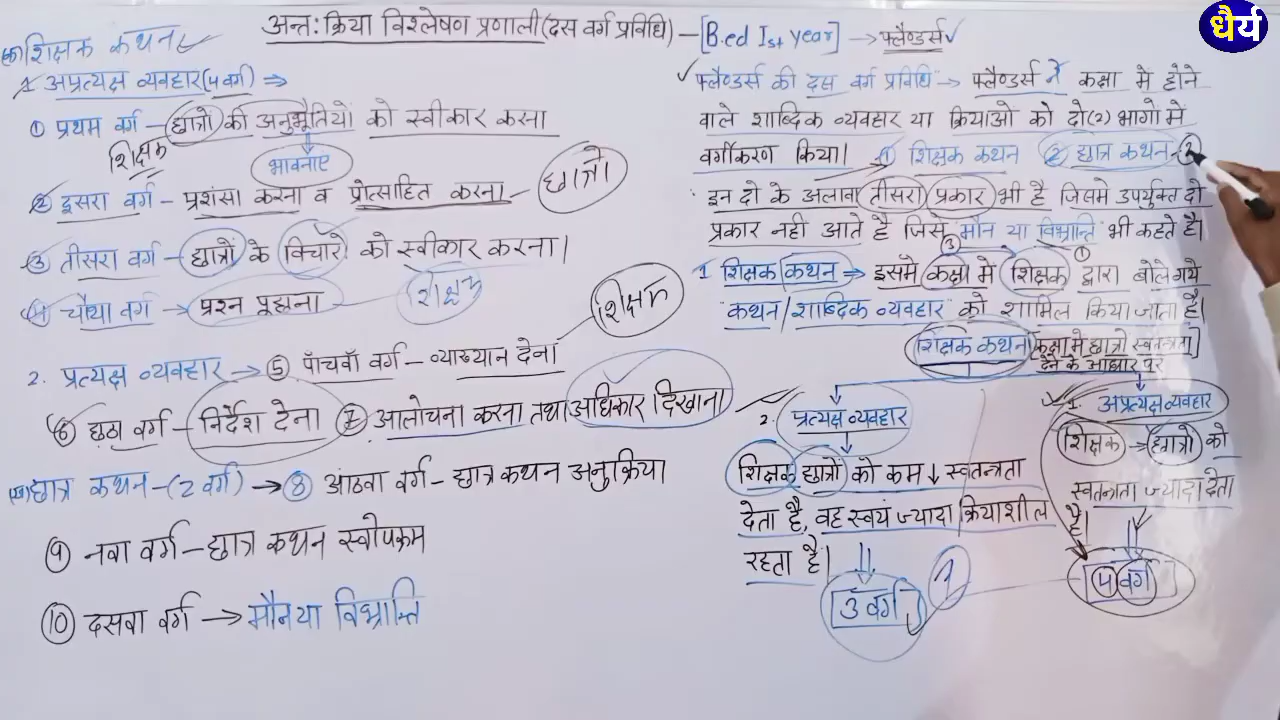 धैर्य
अन्तःक्रिया विश्लेषण प्रणाली (दस वर्ग प्रविधि) — [B.ed Ist year] → फ्लैण्डर्स ✓
(क) शिक्षक कथन
1. अप्रत्यक्ष व्यवहार (4 वर्ग) ⇒
① प्रथम वर्ग — छात्रों की अनुभूतियों को स्वीकार करना
शिक्षक
भावनाए
② दूसरा वर्ग — प्रशंसा करना व प्रोत्साहित करना — छात्रो
③ तीसरा वर्ग — छात्रों के विचारो को स्वीकार करना।
④ चौथा वर्ग — प्रश्न पूछना — शिक्षक
शिक्षक
2. प्रत्यक्ष व्यवहार → ⑤ पाँचवाँ वर्ग — व्याख्यान देना
⑥ छठा वर्ग — निर्देश देना ⑦ आलोचना करना तथा अधिकार दिखाना
(ख) छात्र कथन — (2 वर्ग) → ⑧ आठवा वर्ग — छात्र कथन अनुक्रिया
⑨ नवा वर्ग — छात्र कथन स्वोपक्रम
⑩ दसवा वर्ग → मौन या विभ्रान्ति
✓ फ्लैण्डर्स की दस वर्ग प्रविधि → फ्लैण्डर्स ने कक्षा मे होने
वाले शाब्दिक व्यवहार या क्रियाओं को दो(2) भागो मे
वर्गीकरण किया। ① शिक्षक कथन ② छात्र कथन - ②
इन दो के अलावा तीसरा प्रकार भी है जिसमे उपर्युक्त दो
प्रकार नही आते है जिसे मौन या विभ्रान्ति भी कहते है।
③ ①
1 शिक्षक कथन → इसमे कक्षा मे शिक्षक द्वारा बोले गये
कथन/शाब्दिक व्यवहार को शामिल किया जाता है।
शिक्षक कथन [कक्षा मे छात्रो स्वतन्त्रता]
देने के आधार पर
2. प्रत्यक्ष व्यवहार
शिक्षक छात्रों को कम ↓ स्वतन्त्रता
देता है, वह स्वयं ज्यादा क्रियाशील
रहता है।
3 वर्ग
1
1. अप्रत्यक्ष व्यवहार
शिक्षक → छात्रो को
स्वतन्त्रता ज्यादा देता
है।
4 वर्ग